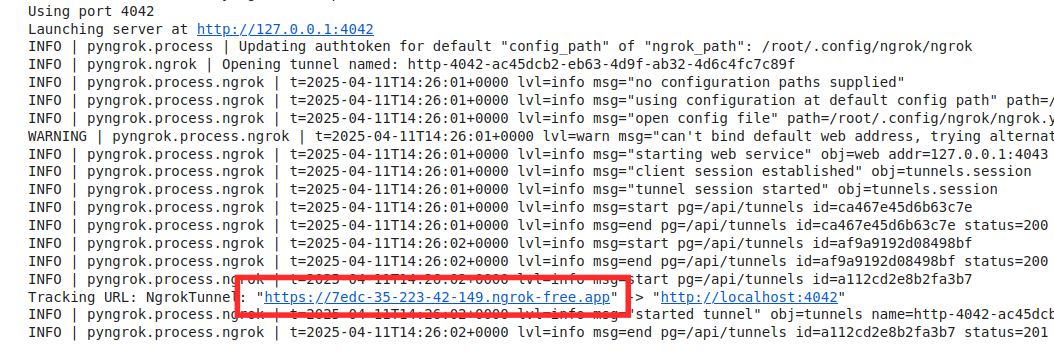 Using port 4042
Launching server at http://127.0.0.1:4042
INFO | pyngrok.process | Updating authtoken for default "config_path" of "ngrok_path": /root/.config/ngrok/ngrok
INFO | pyngrok.ngrok | Opening tunnel named: http-4042-ac45dcb2-eb63-4d9f-ab32-4d6c4fc7c89f
INFO | pyngrok.process.ngrok | t=2025-04-11T14:26:01+0000 lvl=info msg="no configuration paths supplied"
INFO | pyngrok.process.ngrok | t=2025-04-11T14:26:01+0000 lvl=info msg="using configuration at default config path" path=/
INFO | pyngrok.process.ngrok | t=2025-04-11T14:26:01+0000 lvl=info msg="open config file" path=/root/.config/ngrok/ngrok.y
WARNING | pyngrok.process.ngrok | t=2025-04-11T14:26:01+0000 lvl=warn msg="can't bind default web address, trying alternat
INFO | pyngrok.process.ngrok | t=2025-04-11T14:26:01+0000 lvl=info msg="starting web service" obj=web addr=127.0.0.1:4043
INFO | pyngrok.process.ngrok | t=2025-04-11T14:26:01+0000 lvl=info msg="client session established" obj=tunnels.session
INFO | pyngrok.process.ngrok | t=2025-04-11T14:26:01+0000 lvl=info msg="tunnel session started" obj=tunnels.session
INFO | pyngrok.process.ngrok | t=2025-04-11T14:26:01+0000 lvl=info msg=start pg=/api/tunnels id=ca467e45d6b63c7e
INFO | pyngrok.process.ngrok | t=2025-04-11T14:26:01+0000 lvl=info msg=end pg=/api/tunnels id=ca467e45d6b63c7e status=200
INFO | pyngrok.process.ngrok | t=2025-04-11T14:26:02+0000 lvl=info msg=start pg=/api/tunnels id=af9a9192d08498bf
INFO | pyngrok.process.ngrok | t=2025-04-11T14:26:02+0000 lvl=info msg=end pg=/api/tunnels id=af9a9192d08498bf status=200
INFO | pyngrok.process.ngrok | t=2025-04-11T14:26:02+0000 lvl=info msg=start pg=/api/tunnels id=a112cd2e8b2fa3b7
Tracking URL: NgrokTunnel: "https://7edc-35-223-42-149.ngrok-free.app" -> "http://localhost:4042"
INFO | pyngrok.process.ngrok | t=2025-04-11T14:26:02+0000 lvl=info msg="started tunnel" obj=tunnels name=http-4042-ac45dcb
INFO | pyngrok.process.ngrok | t=2025-04-11T14:26:02+0000 lvl=info msg=end pg=/api/tunnels id=a112cd2e8b2fa3b7 status=201